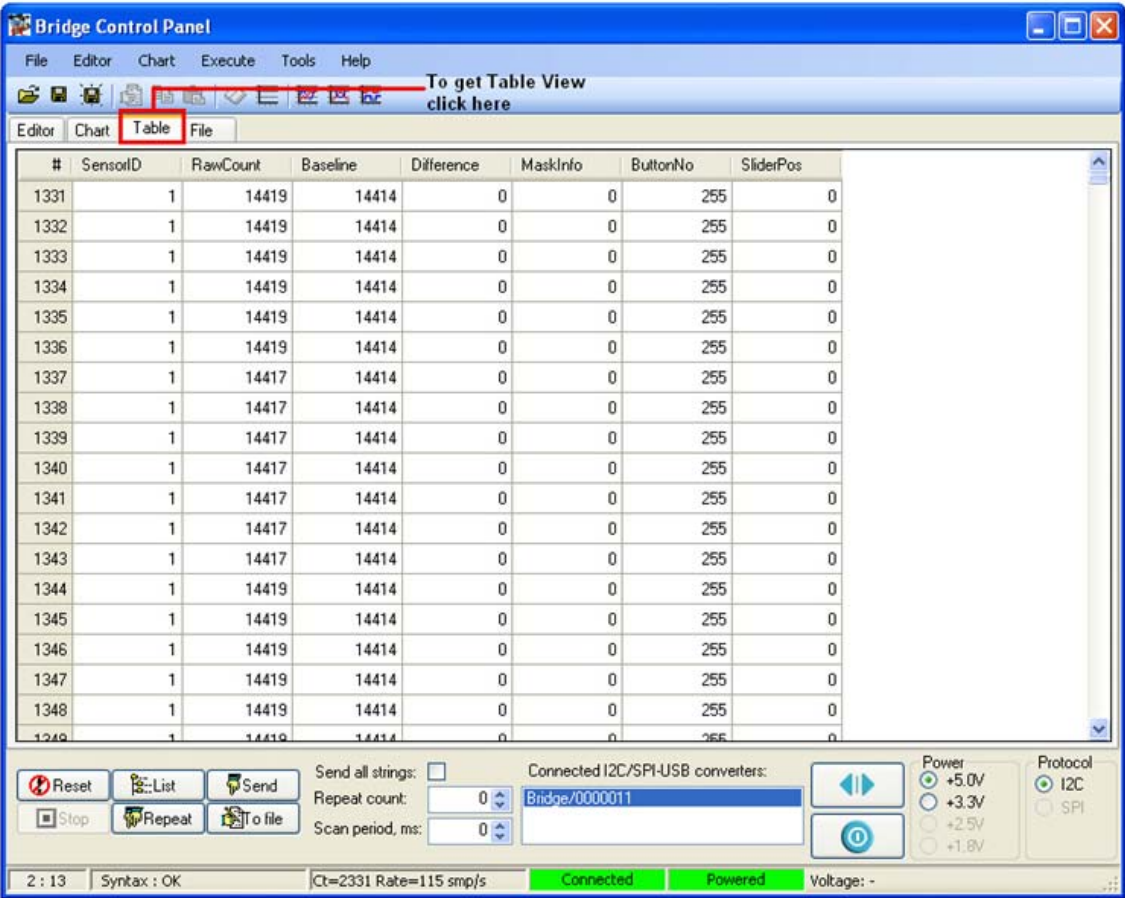 Bridge Control Panel
File Editor Chart Execute Tools Help
To get Table View
click here
Editor Chart Table File
# SensorID RawCount Baseline Difference MaskInfo ButtonNo SliderPos
1331 1 14419 14414 0 0 255 0
1332 1 14419 14414 0 0 255 0
1333 1 14419 14414 0 0 255 0
1334 1 14419 14414 0 0 255 0
1335 1 14419 14414 0 0 255 0
1336 1 14419 14414 0 0 255 0
1337 1 14417 14414 0 0 255 0
1338 1 14417 14414 0 0 255 0
1339 1 14417 14414 0 0 255 0
1340 1 14417 14414 0 0 255 0
1341 1 14417 14414 0 0 255 0
1342 1 14417 14414 0 0 255 0
1343 1 14417 14414 0 0 255 0
1344 1 14419 14414 0 0 255 0
1345 1 14419 14414 0 0 255 0
1346 1 14419 14414 0 0 255 0
1347 1 14419 14414 0 0 255 0
1348 1 14419 14414 0 0 255 0
1349 1 14419 14414 0 0 255 0
Reset List Send
Stop Repeat To file
Send all strings:
Repeat count: 0
Scan period, ms: 0
Connected I2C/SPI-USB converters:
Bridge/0000011
Power
+5.0V
+3.3V
+2.5V
+1.8V
Protocol
I2C
SPI
2 : 13 Syntax : OK Ct=2331 Rate=115 smp/s Connected Powered Voltage: -